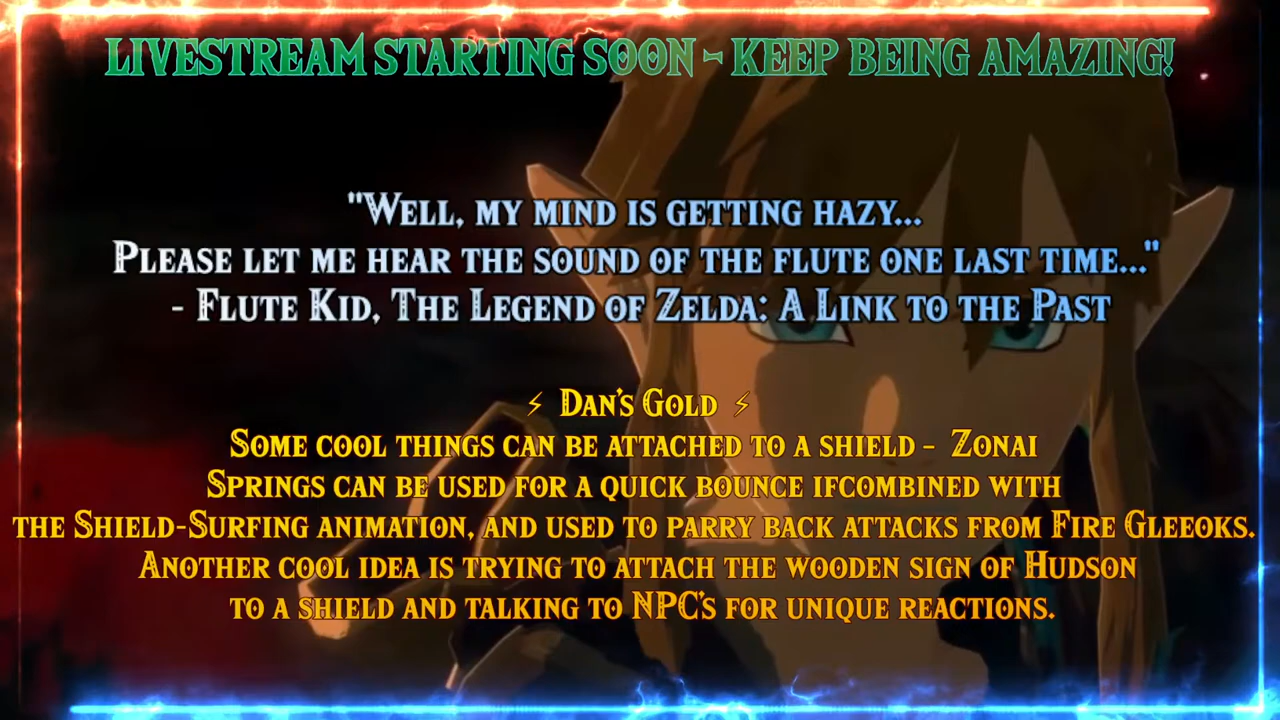 LIVESTREAM STARTING SOON - KEEP BEING AMAZING!
"WELL, MY MIND IS GETTING HAZY...
PLEASE LET ME HEAR THE SOUND OF THE FLUTE ONE LAST TIME..."
- FLUTE KID, THE LEGEND OF ZELDA: A LINK TO THE PAST
⚡ DAN'S GOLD ⚡
SOME COOL THINGS CAN BE ATTACHED TO A SHIELD - ZONAI
SPRINGS CAN BE USED FOR A QUICK BOUNCE IFCOMBINED WITH
THE SHIELD-SURFING ANIMATION, AND USED TO PARRY BACK ATTACKS FROM FIRE GLEEOKS.
ANOTHER COOL IDEA IS TRYING TO ATTACH THE WOODEN SIGN OF HUDSON
TO A SHIELD AND TALKING TO NPC'S FOR UNIQUE REACTIONS.